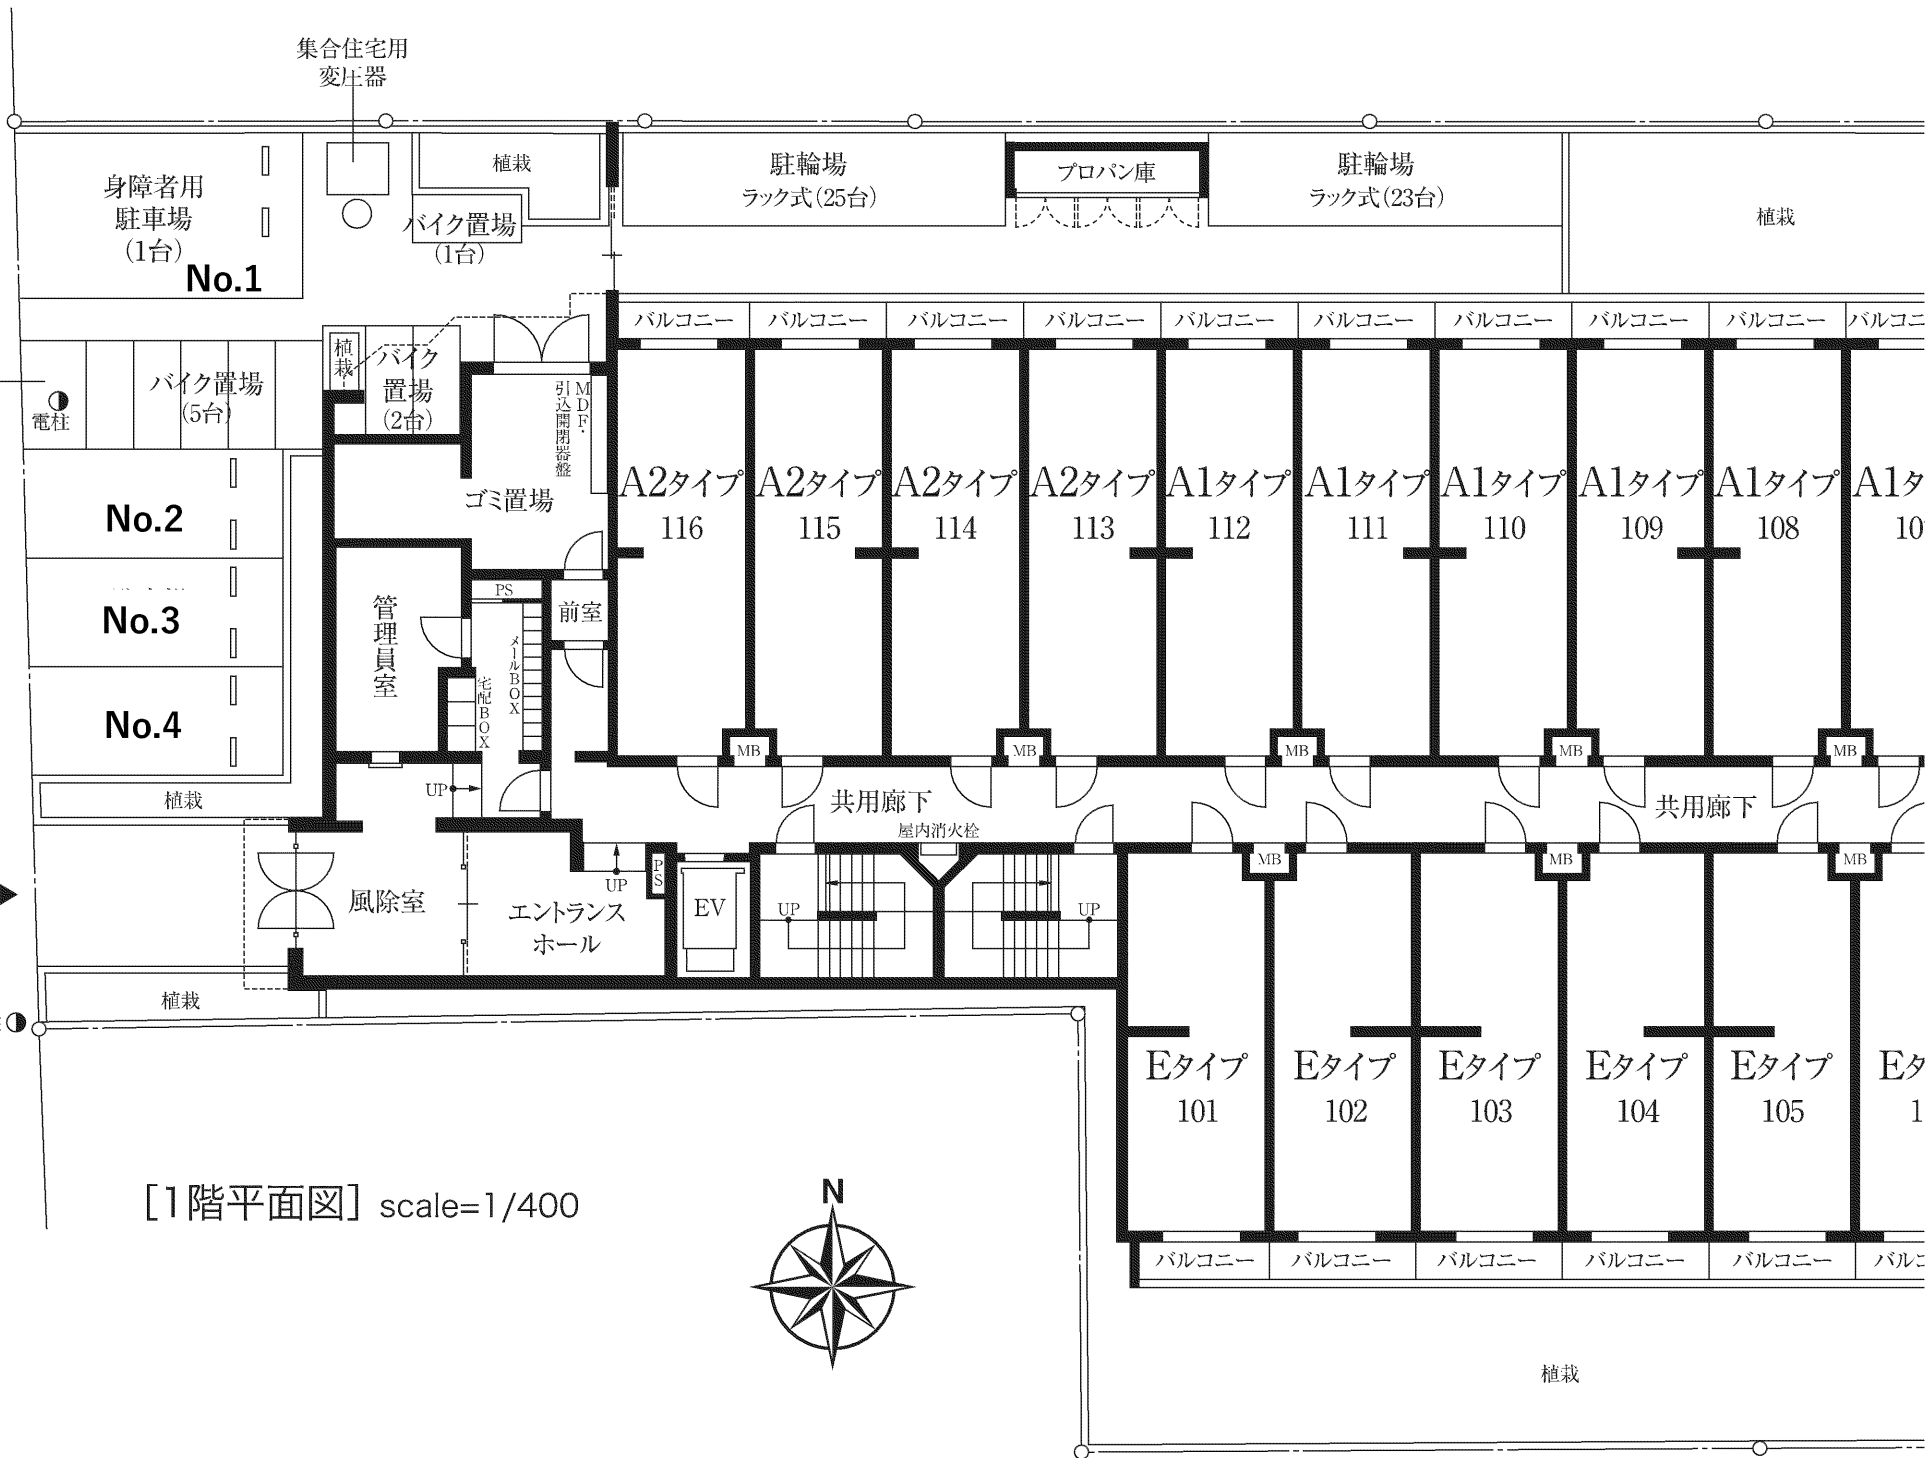 集合住宅用
変圧器
身障者用
駐車場
(1台)
No.1
植栽
バイク置場
(1台)
駐輪場
ラック式(25台)
プロパン庫
駐輪場
ラック式(23台)
植栽
バルコニー
バルコニー
バルコニー
バルコニー
バルコニー
バルコニー
バルコニー
バルコニー
バルコニー
バルコニ
電柱
バイク置場
(5台)
植栽
バイク
置場
(2台)
MDF・
引込開閉器盤
ゴミ置場
No.2
No.3
No.4
植栽
管理員室
PS
前室
メールBOX
宅配BOX
A2タイプ
116
A2タイプ
115
A2タイプ
114
A2タイプ
113
A1タイプ
112
A1タイプ
111
A1タイプ
110
A1タイプ
109
A1タイプ
108
A1タ
10
MB
MB
MB
MB
MB
UP
共用廊下
屋内消火栓
共用廊下
風除室
エントランス
ホール
UP
PS
EV
UP
UP
MB
MB
MB
植栽
Eタイプ
101
Eタイプ
102
Eタイプ
103
Eタイプ
104
Eタイプ
105
Eタ
1
バルコニー
バルコニー
バルコニー
バルコニー
バルコニー
バルコ
[1階平面図] scale=1/400
N
植栽